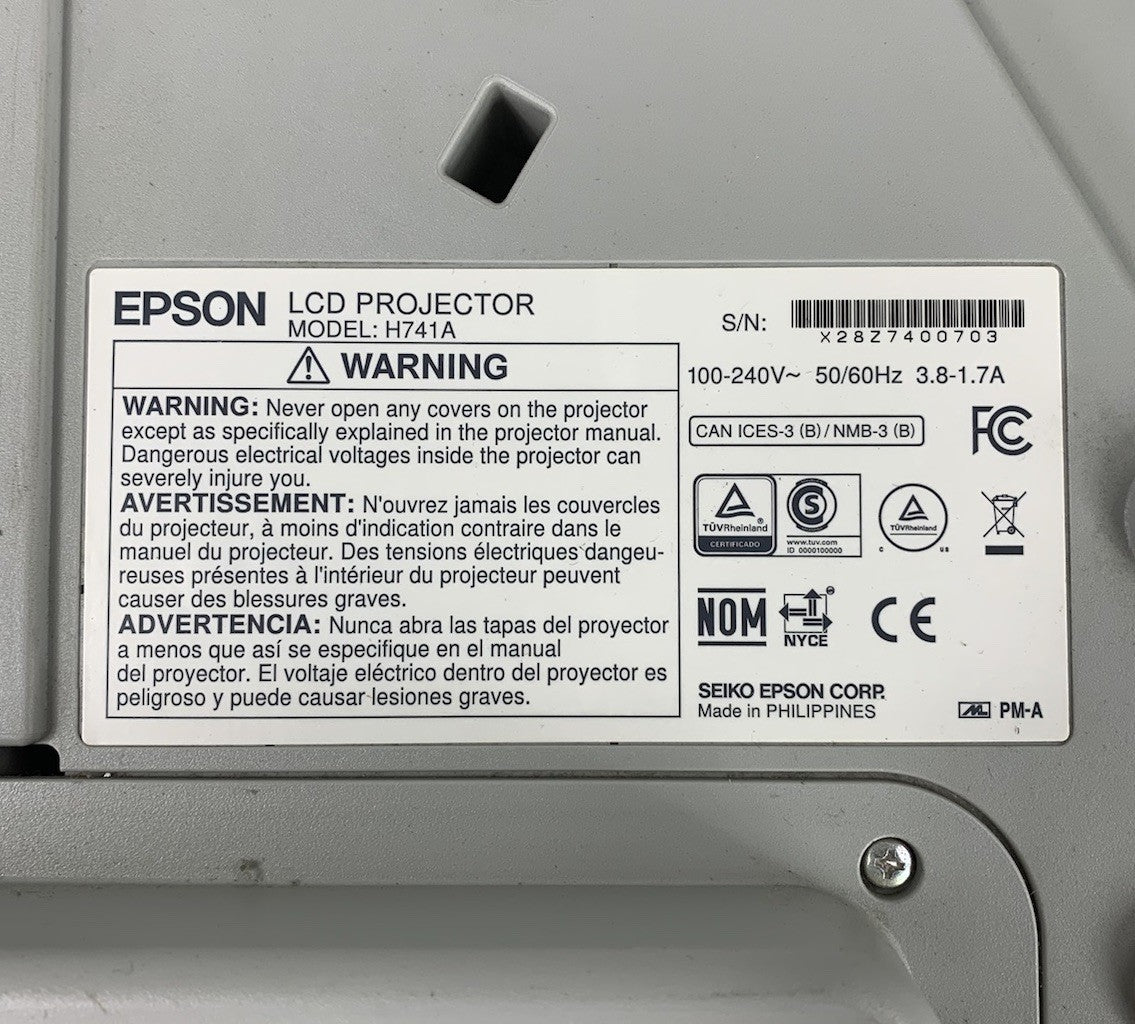 EPSON LCD PROJECTOR
MODEL: H741A
S/N:
X28Z7400703
WARNING
WARNING: Never open any covers on the projector
except as specifically explained in the projector manual.
Dangerous electrical voltages inside the projector can
severely injure you.
AVERTISSEMENT: N'ouvrez jamais les couvercles
du projecteur, à moins d'indication contraire dans le
manuel du projecteur. Des tensions électriques dangeu-
reuses présentes à l'intérieur du projecteur peuvent
causer des blessures graves.
ADVERTENCIA: Nunca abra las tapas del proyector
a menos que así se especifique en el manual
del proyector. El voltaje eléctrico dentro del proyector es
peligroso y puede causar lesiones graves.
100-240V~ 50/60Hz 3.8-1.7A
CAN ICES-3 (B) / NMB-3 (B)
FC
TÜVRheinland®
CERTIFICADO
S
www.tuv.com
ID 0000100000
TÜVRheinland
C US
NOM
NYCE
CE
SEIKO EPSON CORP.
Made in PHILIPPINES
ML PM-A